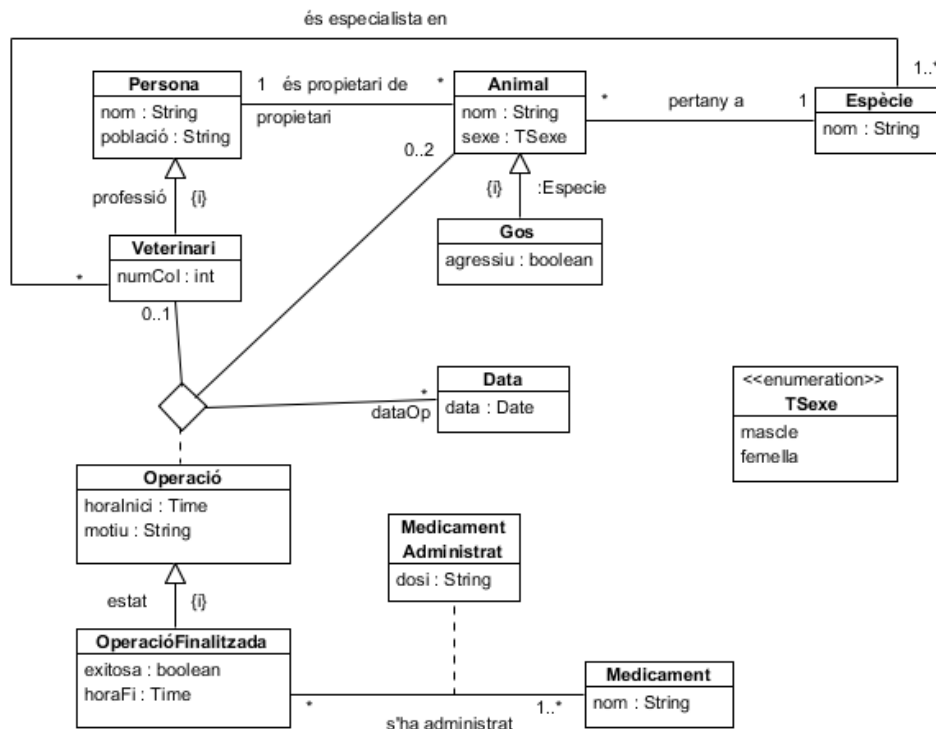 és especialista en
Persona
nom : String
població : String
1 és propietari de *
propietari
Animal
nom : String
sexe : TSexe
* pertany a 1
1..*
Espècie
nom : String
0..2
professió {i}
{i} :Especie
Veterinari
numCol : int
*
0..1
Gos
agressiu : boolean
*
dataOp
Data
data : Date
<<enumeration>>
TSexe
mascle
femella
Operació
horaInici : Time
motiu : String
Medicament
Administrat
dosi : String
estat {i}
OperacióFinalitzada
exitosa : boolean
horaFi : Time
* 1..*
s'ha administrat
Medicament
nom : String